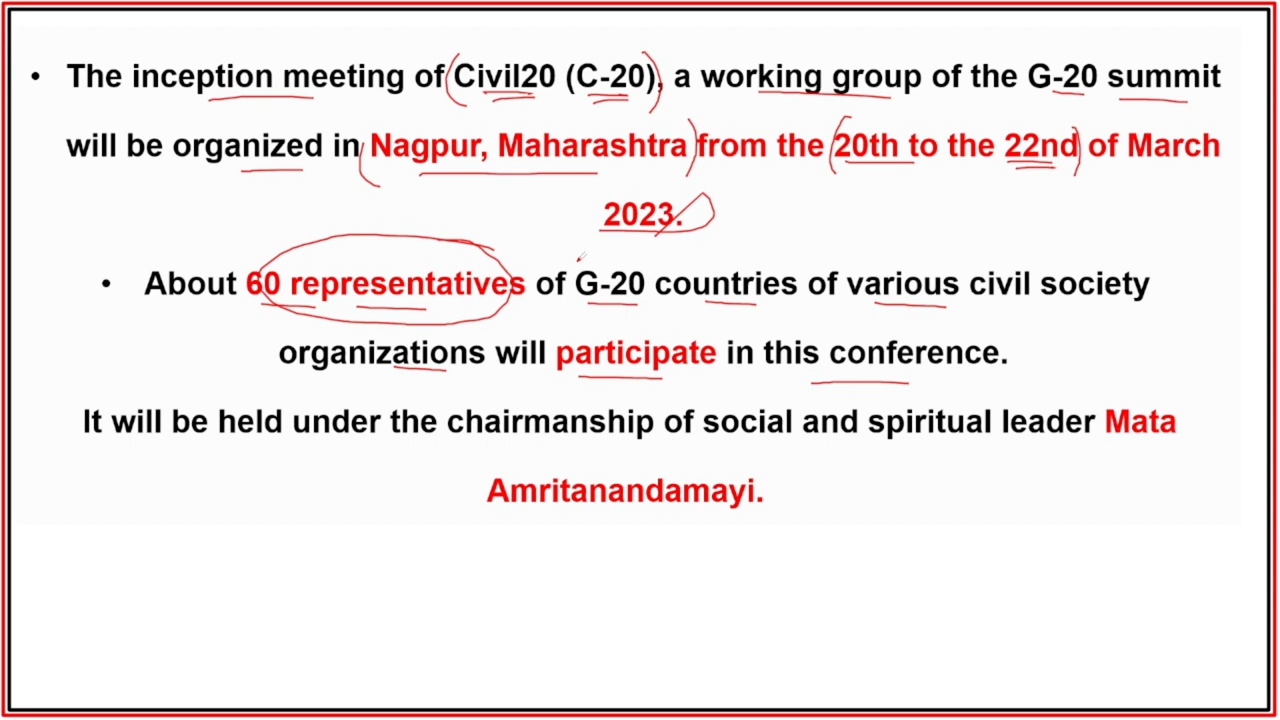 • The inception meeting of Civil20 (C-20), a working group of the G-20 summit
will be organized in Nagpur, Maharashtra from the 20th to the 22nd of March
2023.
• About 60 representatives of G-20 countries of various civil society
organizations will participate in this conference.
It will be held under the chairmanship of social and spiritual leader Mata
Amritanandamayi.